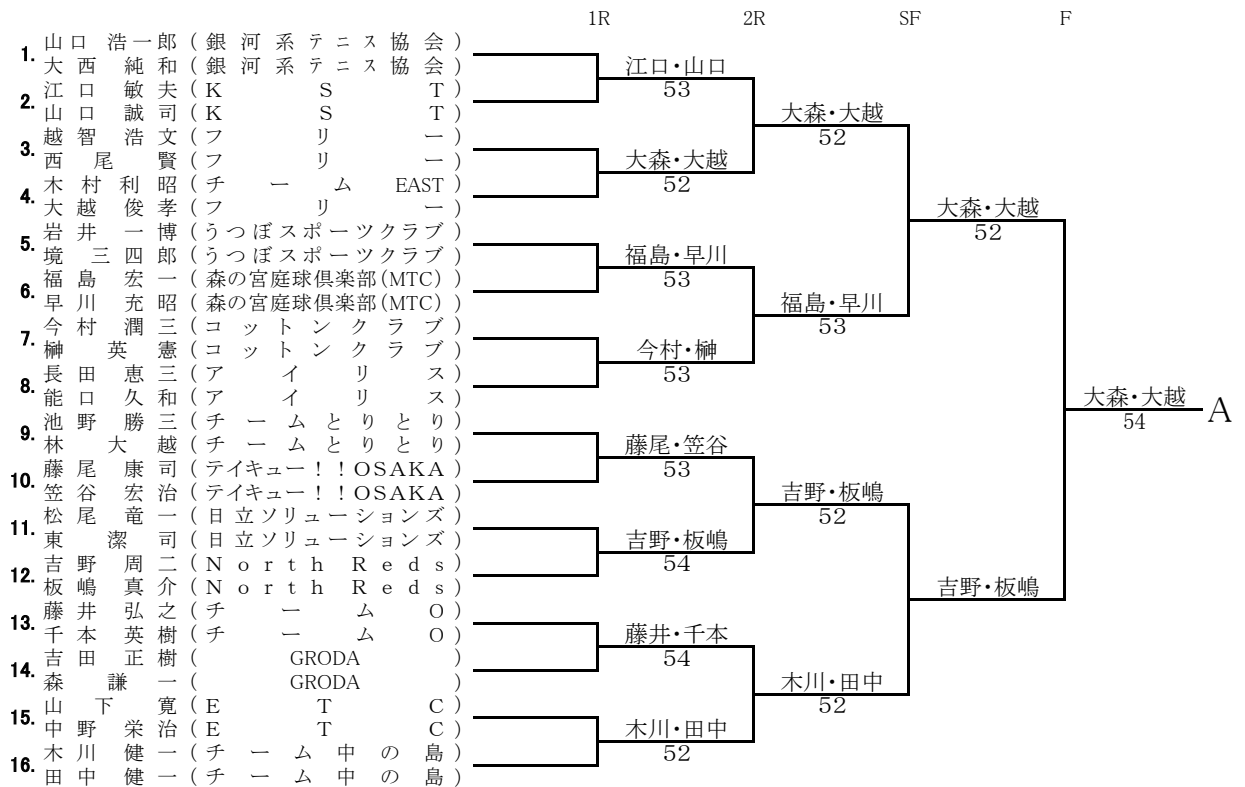 1R 2R SF F
1. 山口 浩一郎 (銀河系テニス協会)
大西 純和 (銀河系テニス協会)
2. 江口 敏夫 (KST)
山口 誠司 (KST)
3. 越智 浩文 (フリー)
西尾 賢 (フリー)
4. 木村 利昭 (チーム EAST)
大越 俊孝 (フリー)
5. 岩井 一博 (うつぼスポーツクラブ)
境 三四郎 (うつぼスポーツクラブ)
6. 福島 宏一 (森の宮庭球倶楽部(MTC))
早川 充昭 (森の宮庭球倶楽部(MTC))
7. 今村 潤三 (コットンクラブ)
榊 英憲 (コットンクラブ)
8. 長田 恵三 (アイリス)
能口 久和 (アイリス)
9. 池野 勝三 (チームとりとり)
林 大越 (チームとりとり)
10. 藤尾 康司 (テイキュー!!OSAKA)
笠谷 宏治 (テイキュー!!OSAKA)
11. 松尾 竜一 (日立ソリューションズ)
東 潔司 (日立ソリューションズ)
12. 吉野 周二 (North Reds)
板嶋 真介 (North Reds)
13. 藤井 弘之 (チームO)
千本 英樹 (チームO)
14. 吉田 正樹 (GRODA)
森 謙一 (GRODA)
15. 山下 寛 (ETC)
中野 栄治 (ETC)
16. 木川 健一 (チーム中の島)
田中 健一 (チーム中の島)
江口・山口
53
大森・大越
52
福島・早川
53
今村・榊
53
藤尾・笠谷
53
吉野・板嶋
54
藤井・千本
54
木川・田中
52
大森・大越
52
福島・早川
53
吉野・板嶋
52
木川・田中
52
大森・大越
52
吉野・板嶋
大森・大越
54
A